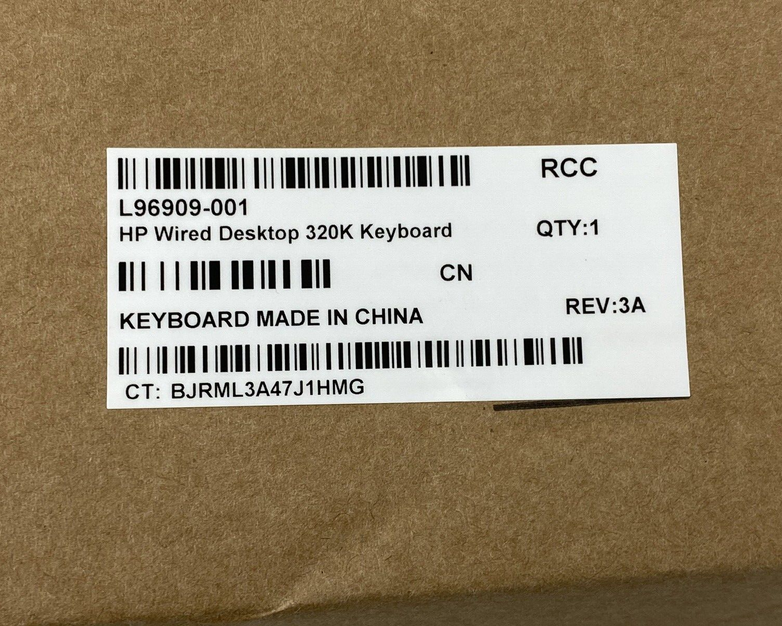 RCC
L96909-001
HP Wired Desktop 320K Keyboard
QTY:1
CN
REV:3A
KEYBOARD MADE IN CHINA
CT: BJRML3A47J1HMG